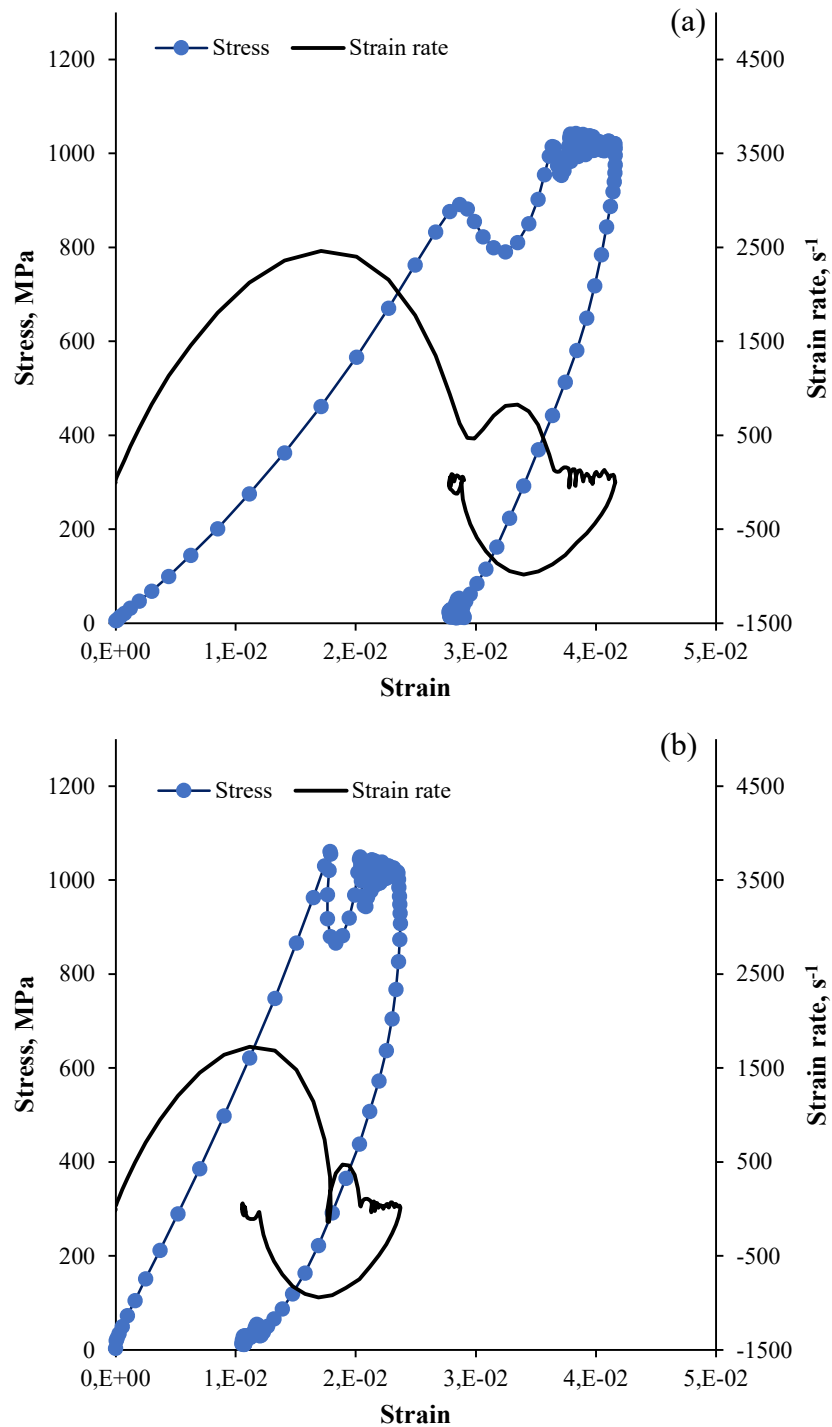 (a)
Stress Strain rate
1200 4500
1000 3500
800 2500
600 1500
400 500
200 -500
0 -1500
Stress, MPa
Strain rate, s-1
0,E+00 1,E-02 2,E-02 3,E-02 4,E-02 5,E-02
Strain
(b)
Stress Strain rate
1200 4500
1000 3500
800 2500
600 1500
400 500
200 -500
0 -1500
Stress, MPa
Strain rate, s-1
0,E+00 1,E-02 2,E-02 3,E-02 4,E-02 5,E-02
Strain